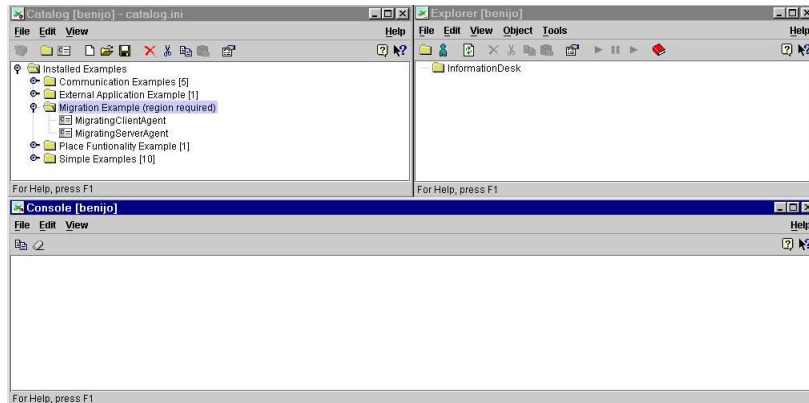 Catalog [benijo] - catalog.ini
File Edit View Help
Installed Examples
Communication Examples [5]
External Application Example [1]
Migration Example (region required)
MigratingClientAgent
MigratingServerAgent
Place Funtionality Example [1]
Simple Examples [10]
For Help, press F1
Explorer [benijo]
File Edit View Object Tools Help
InformationDesk
For Help, press F1
Console [benijo]
File Edit View Help
For Help, press F1